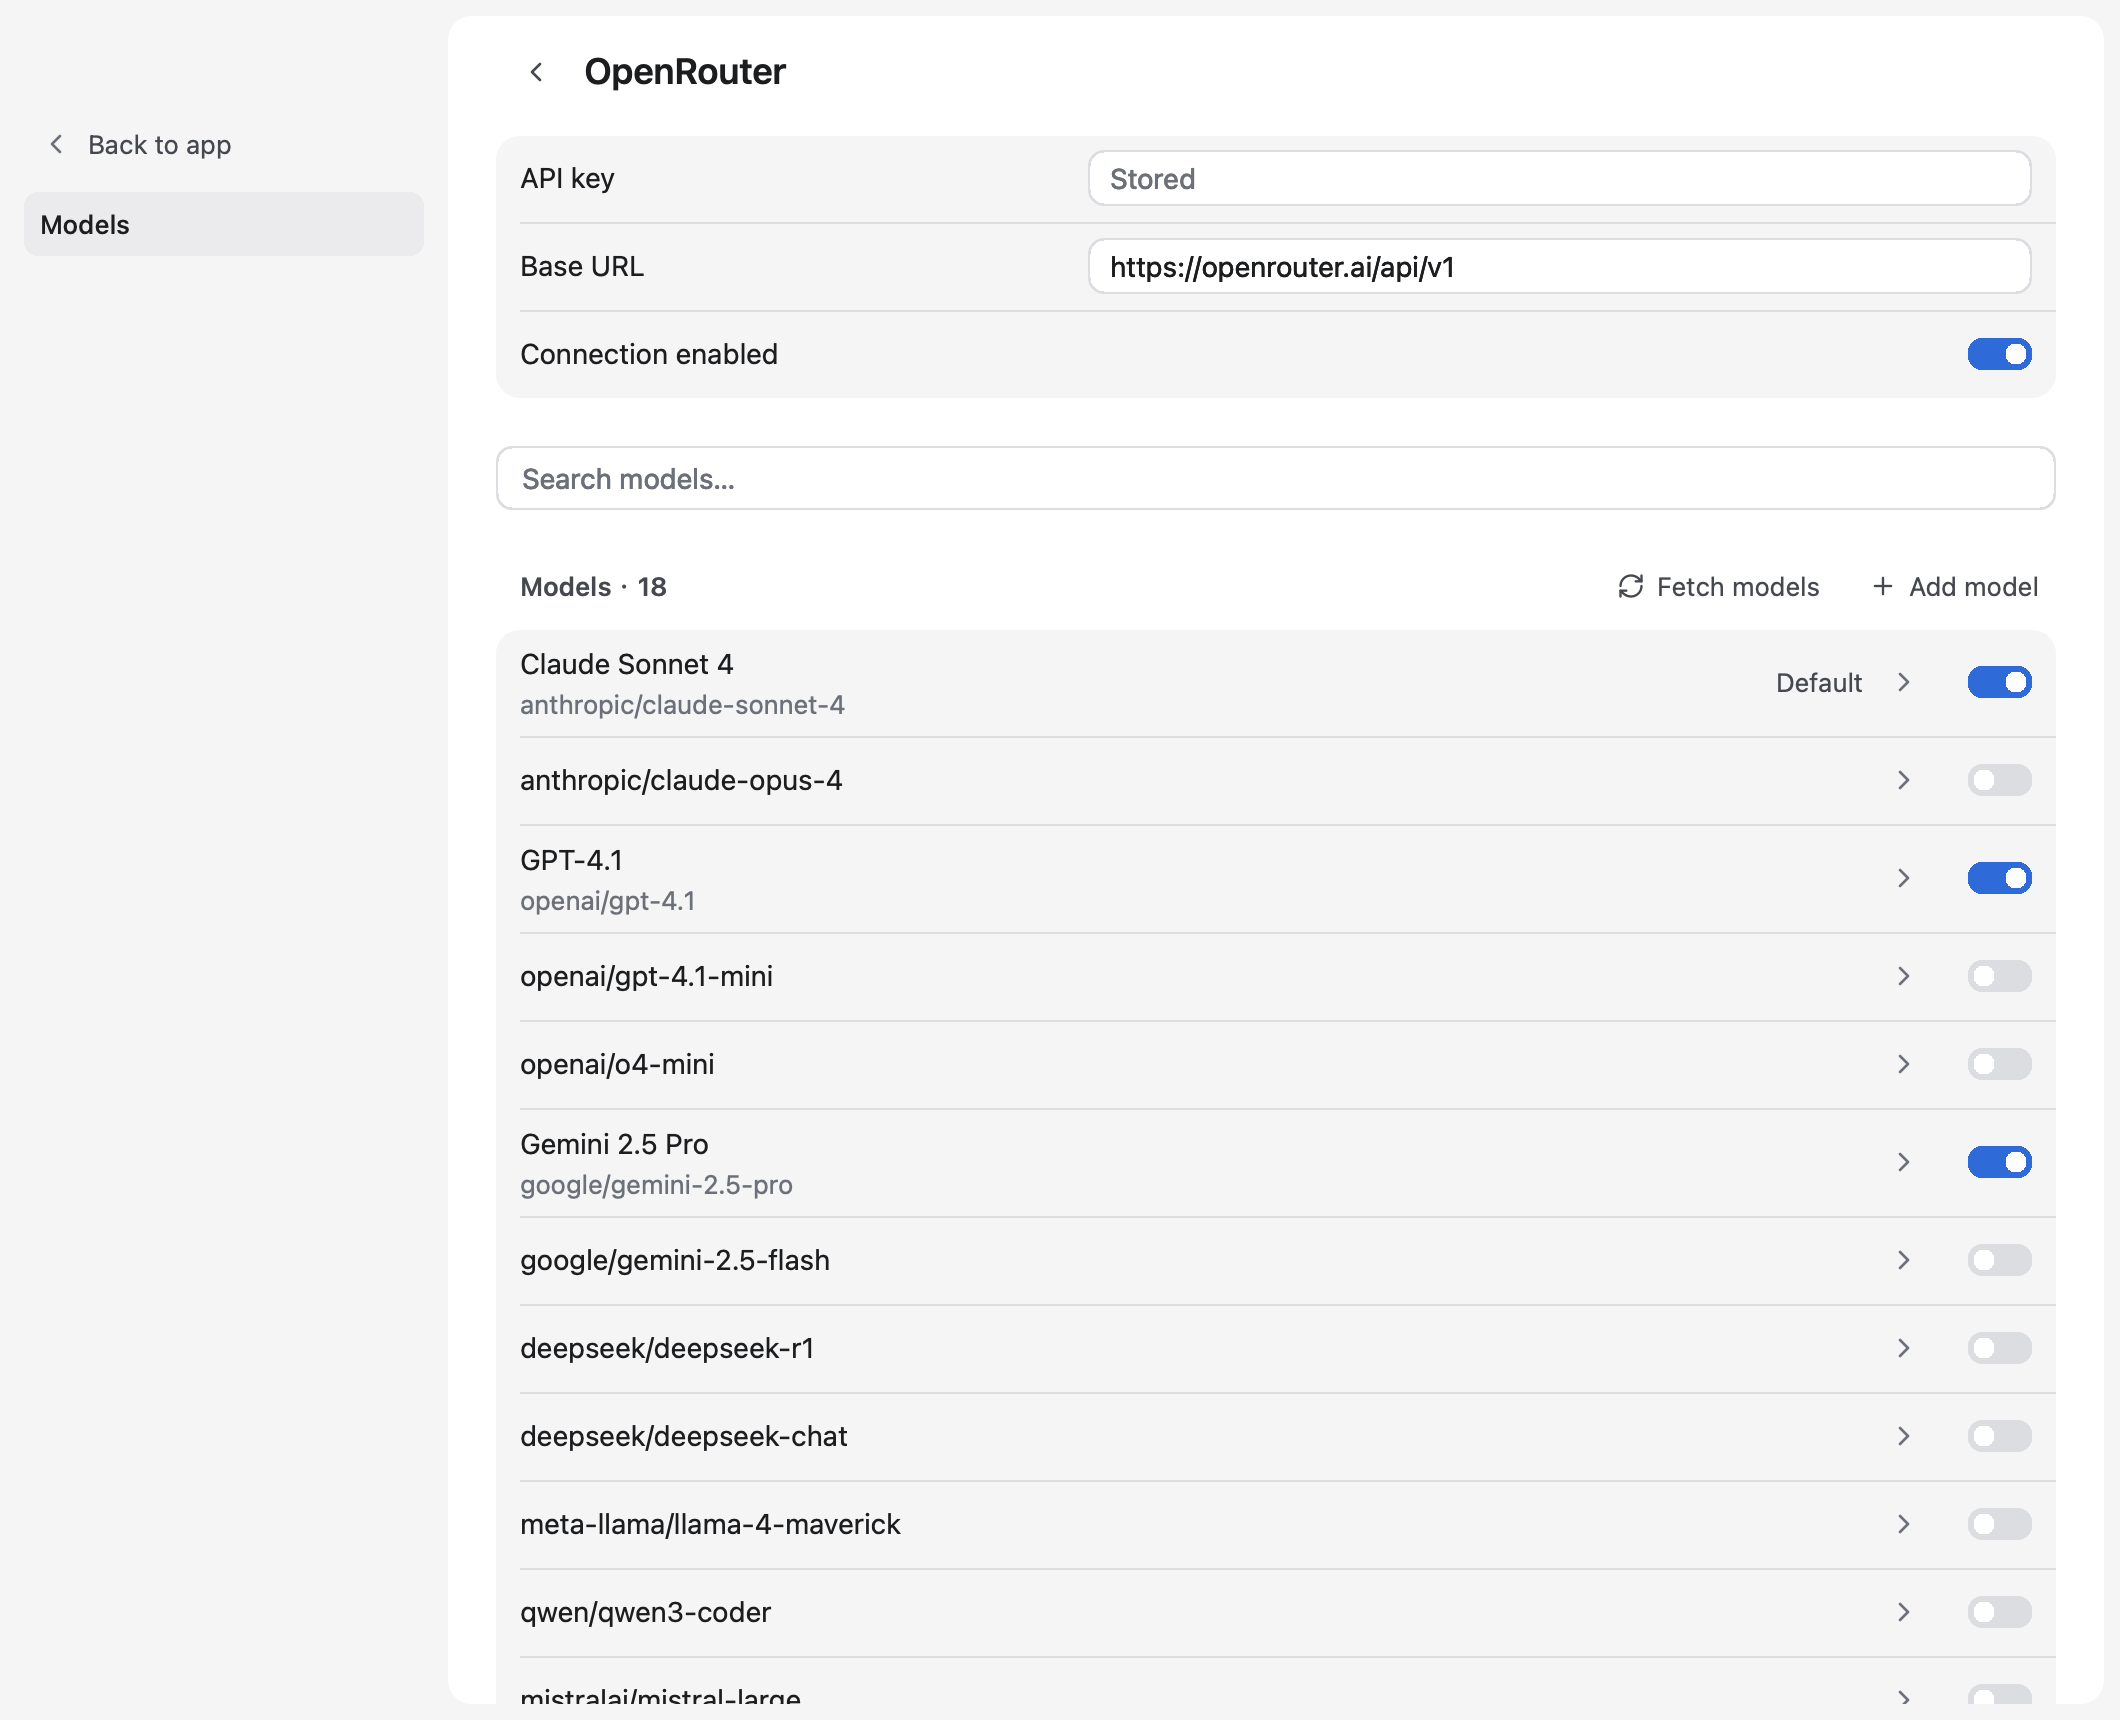 OpenRouter
Back to app
Models
API key
Stored
Base URL
https://openrouter.ai/api/v1
Connection enabled
Search models...
Models · 18
Fetch models
Add model
Claude Sonnet 4
anthropic/claude-sonnet-4
Default
anthropic/claude-opus-4
GPT-4.1
openai/gpt-4.1
openai/gpt-4.1-mini
openai/o4-mini
Gemini 2.5 Pro
google/gemini-2.5-pro
google/gemini-2.5-flash
deepseek/deepseek-r1
deepseek/deepseek-chat
meta-llama/llama-4-maverick
qwen/qwen3-coder
mistralai/mistral-large